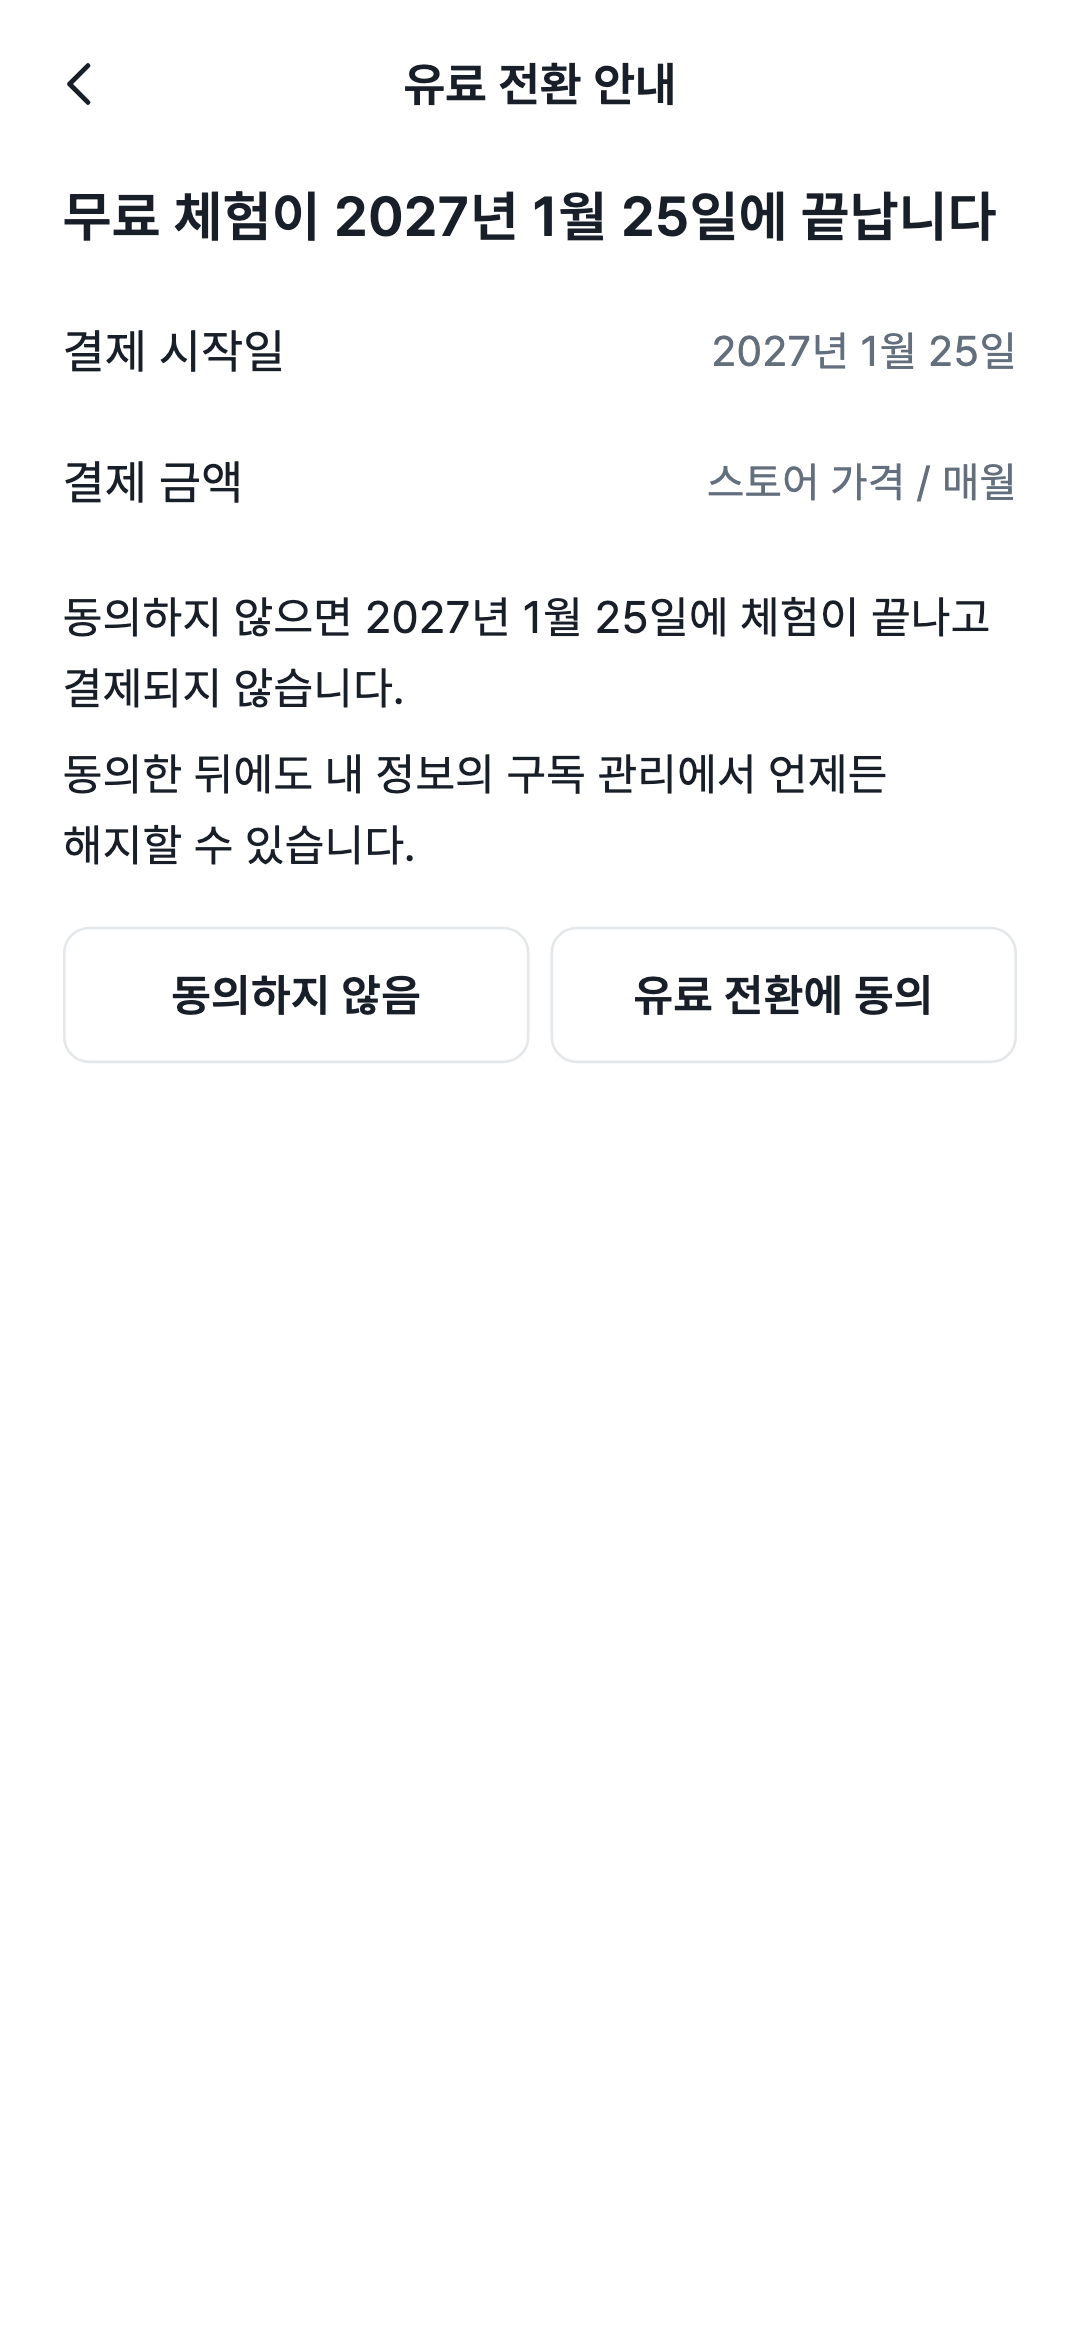 유료 전환 안내
무료 체험이 2027년 1월 25일에 끝납니다
결제 시작일 2027년 1월 25일
결제 금액 스토어 가격 / 매월
동의하지 않으면 2027년 1월 25일에 체험이 끝나고
결제되지 않습니다.
동의한 뒤에도 내 정보의 구독 관리에서 언제든
해지할 수 있습니다.
동의하지 않음 유료 전환에 동의